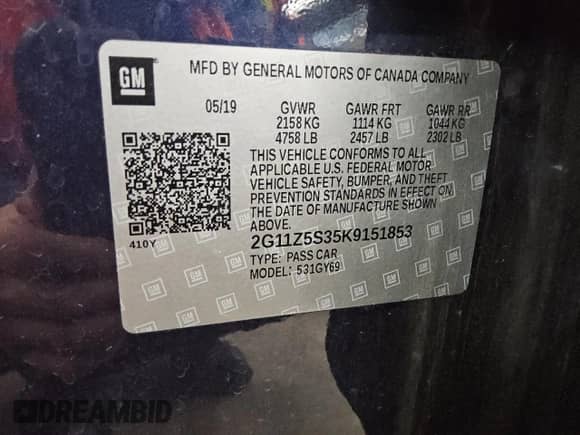 GM
MFD BY GENERAL MOTORS OF CANADA COMPANY
05/19 GVWR GAWR FRT GAWR RR
2158 KG 1114 KG 1044 KG
4758 LB 2457 LB 2302 LB
THIS VEHICLE CONFORMS TO ALL
APPLICABLE U.S. FEDERAL MOTOR
VEHICLE SAFETY, BUMPER, AND THEFT
PREVENTION STANDARDS IN EFFECT ON
THE DATE OF MANUFACTURE SHOWN
ABOVE.
410Y
2G11Z5S35K9151853
TYPE: PASS CAR
MODEL: 531GY69
DREAMBID